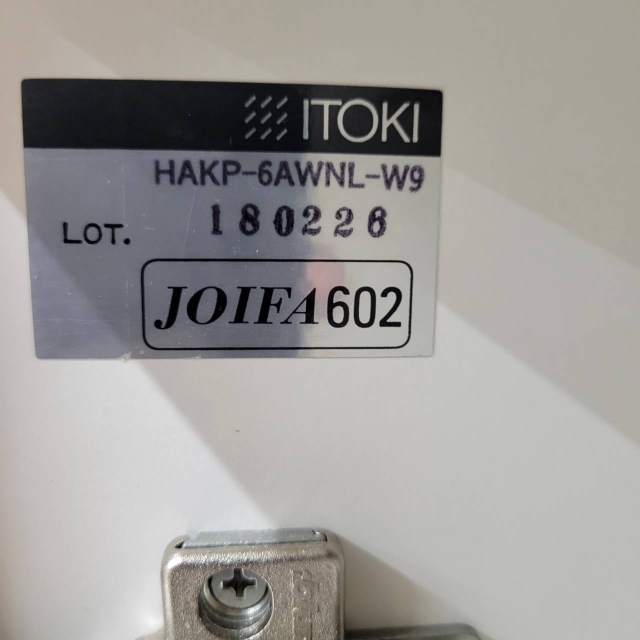 ITOKI
HAKP-6AWNL-W9
LOT. 180226
JOIFA602